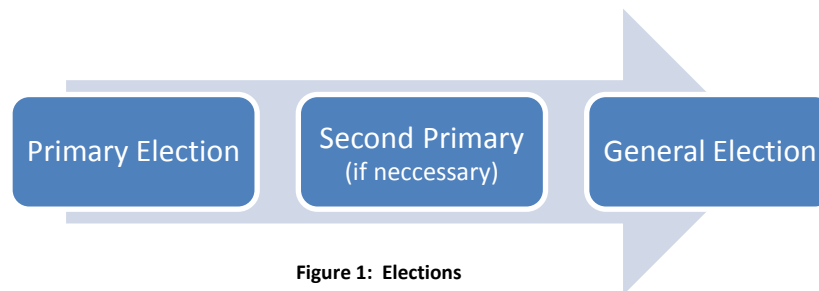 Primary Election
Second Primary
(if neccessary)
General Election
Figure 1: Elections